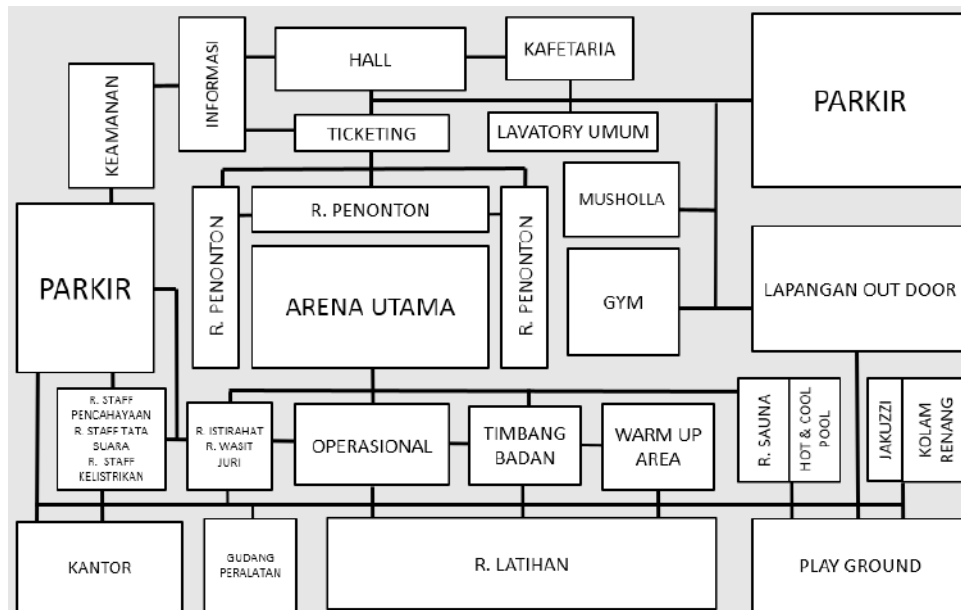 HALL
KAFETARIA
PARKIR
INFORMASI
KEAMANAN
TICKETING
LAVATORY UMUM
R. PENONTON
R. PENONTON
R. PENONTON
MUSHOLLA
PARKIR
ARENA UTAMA
GYM
LAPANGAN OUT DOOR
R. STAFF
PENCAHAYAAN
R. STAFF TATA
SUARA
R. STAFF
KELISTRIKAN
R. ISTIRAHAT
R. WASIT
JURI
OPERASIONAL
TIMBANG
BADAN
WARM UP
AREA
R. SAUNA
HOT & COOL
POOL
JAKUZZI
KOLAM
RENANG
KANTOR
GUDANG
PERALATAN
R. LATIHAN
PLAY GROUND